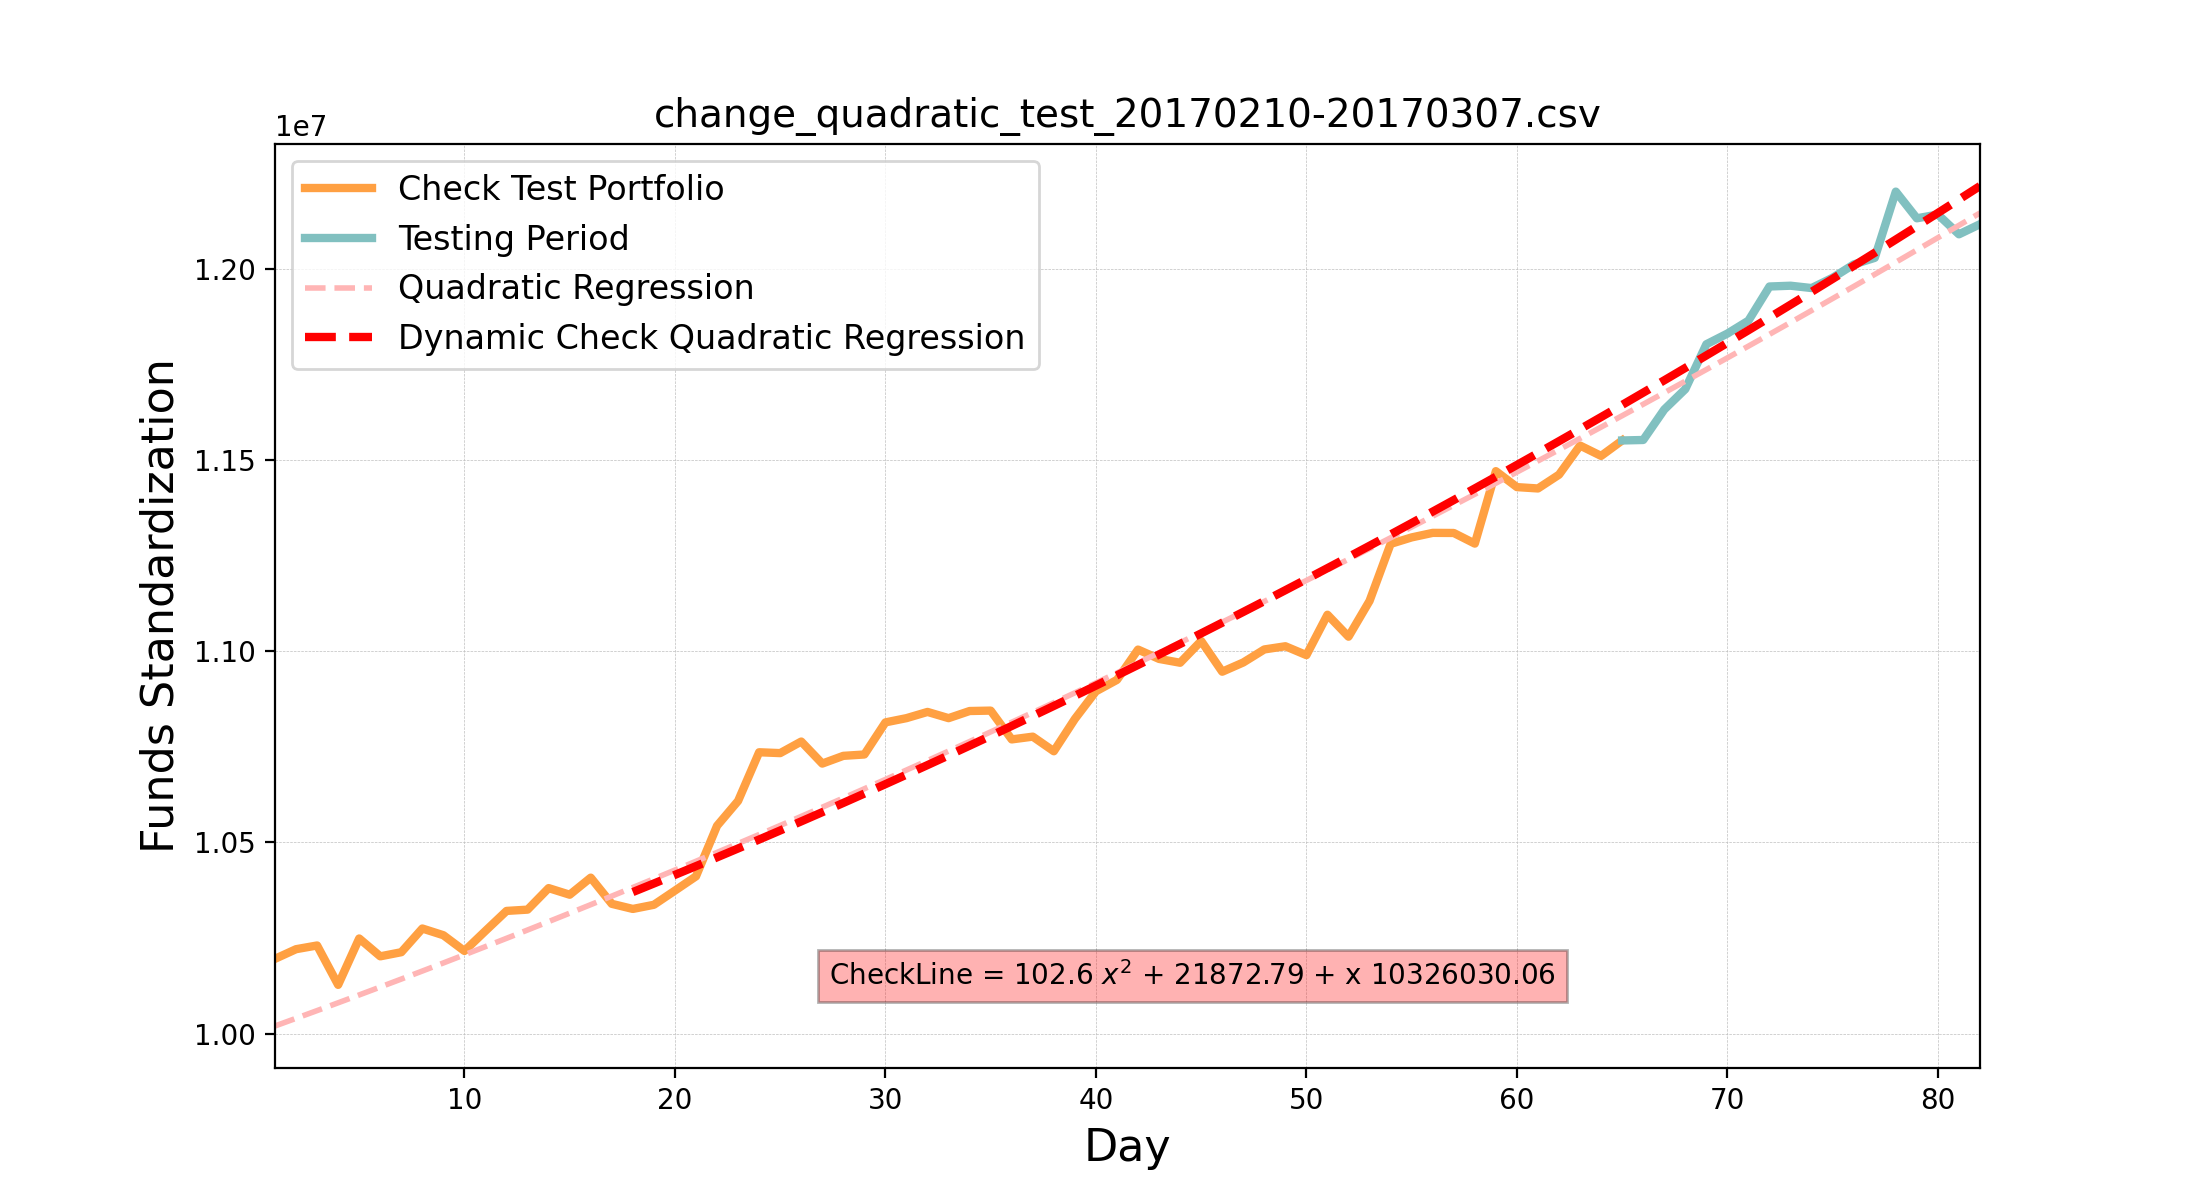 change_quadratic_test_20170210-20170307.csv
1e7
Check Test Portfolio
Testing Period
Quadratic Regression
Dynamic Check Quadratic Regression
Funds Standardization
1.20
1.15
1.10
1.05
1.00
CheckLine = 102.6 x² + 21872.79 + x 10326030.06
10 20 30 40 50 60 70 80
Day